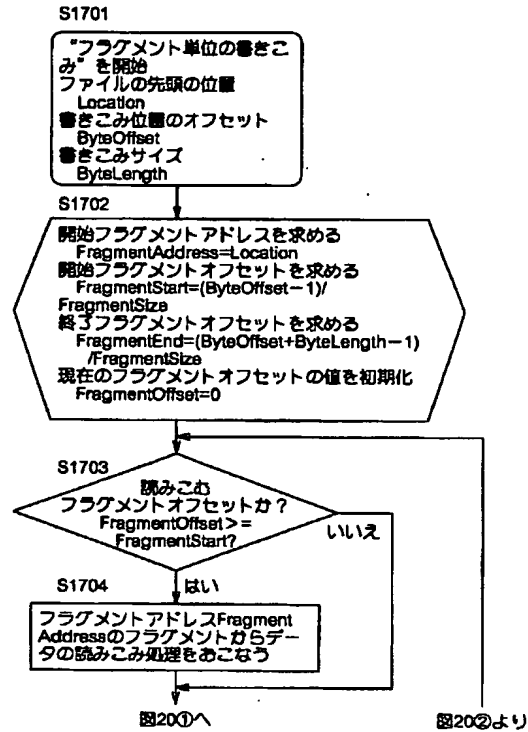 S1701
“フラグメント単位の書きこ
み”を開始
ファイルの先頭の位置
Location
書きこみ位置のオフセット
ByteOffset
書きこみサイズ
ByteLength
S1702
開始フラグメントアドレスを求める
FragmentAddress=Location
開始フラグメントオフセットを求める
FragmentStart=(ByteOffset−1)/
FragmentSize
終了フラグメントオフセットを求める
FragmentEnd=(ByteOffset+ByteLength−1)
/FragmentSize
現在のフラグメントオフセットの値を初期化
FragmentOffset=0
S1703
読みこむ
フラグメントオフセットか？
FragmentOffset>=
FragmentStart?
いいえ
はい
S1704
フラグメントアドレスFragment
Addressのフラグメントからデー
タの読みこみ処理をおこなう
図20①へ
図20②より